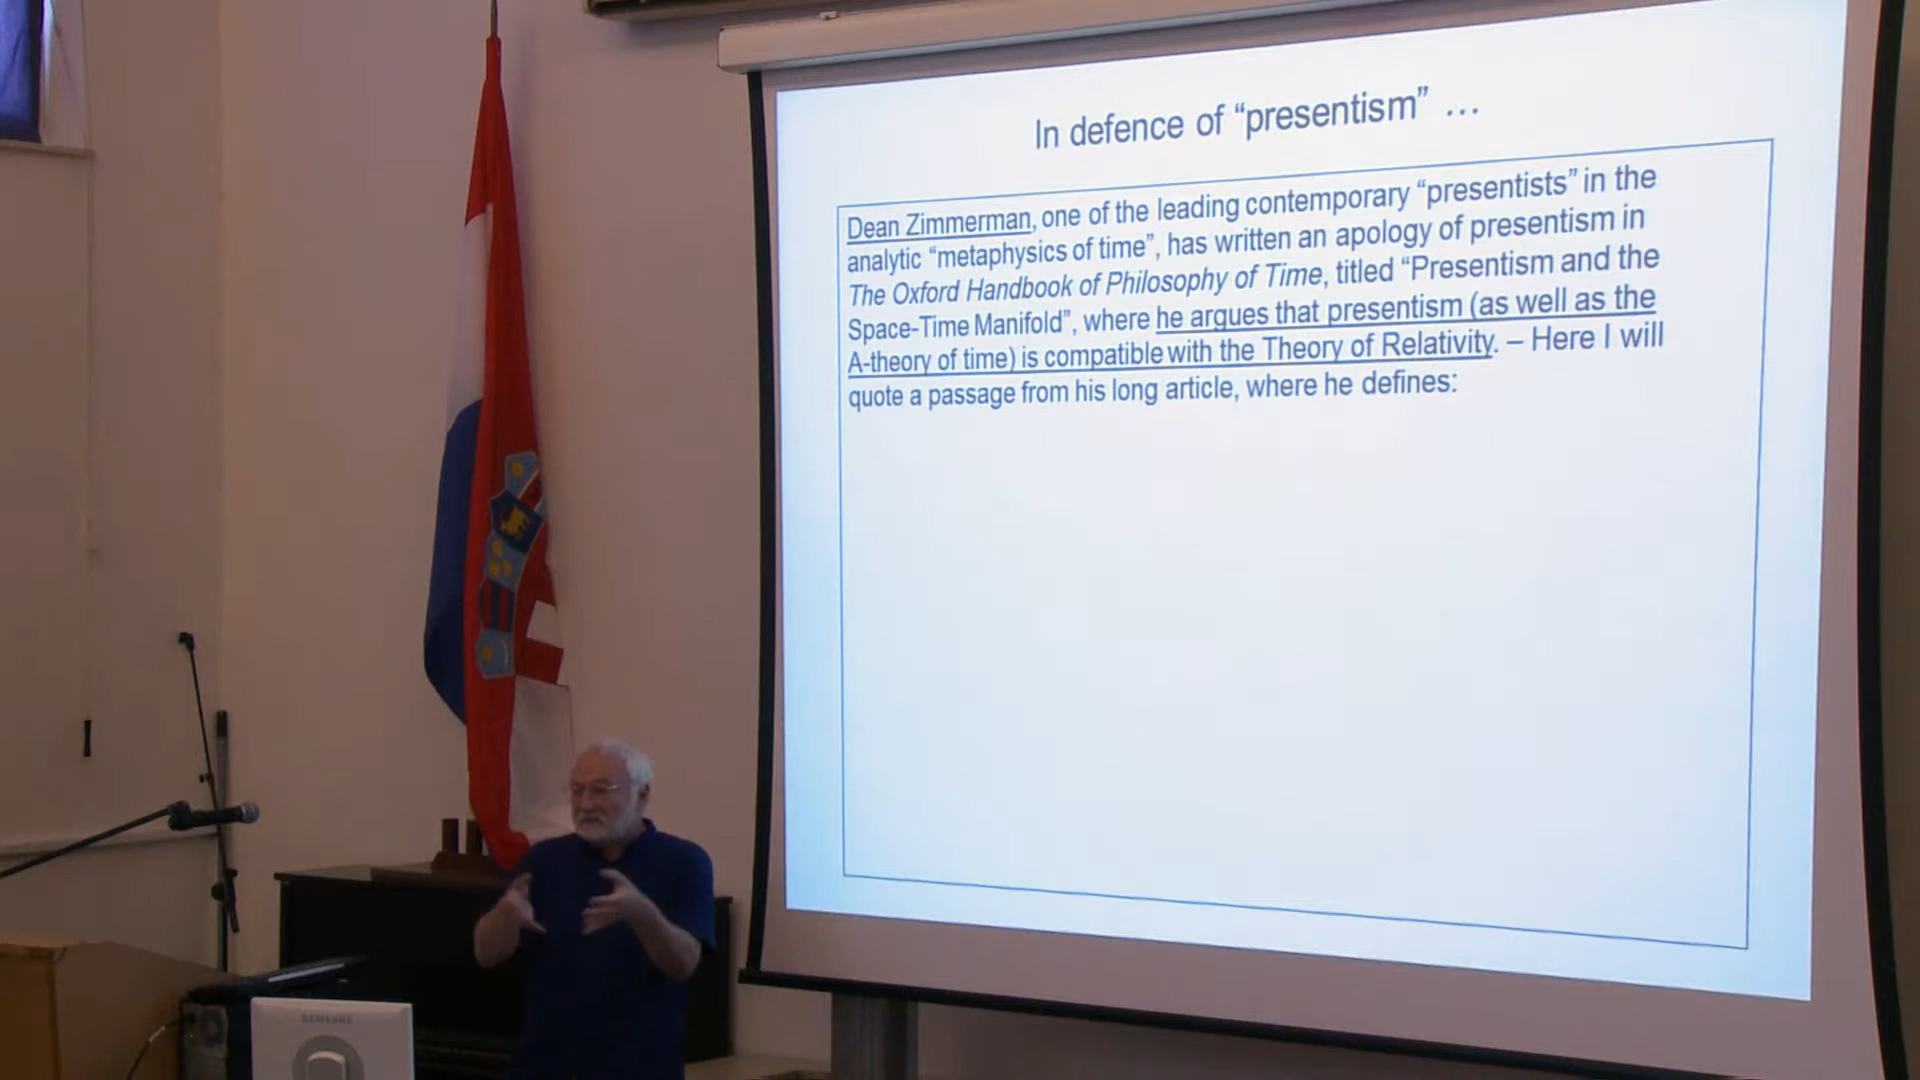 In defence of “presentism” …
Dean Zimmerman, one of the leading contemporary “presentists” in the
analytic “metaphysics of time”, has written an apology of presentism in
The Oxford Handbook of Philosophy of Time, titled “Presentism and the
Space-Time Manifold”, where he argues that presentism (as well as the
A-theory of time) is compatible with the Theory of Relativity. – Here I will
quote a passage from his long article, where he defines:
SAMSUNG